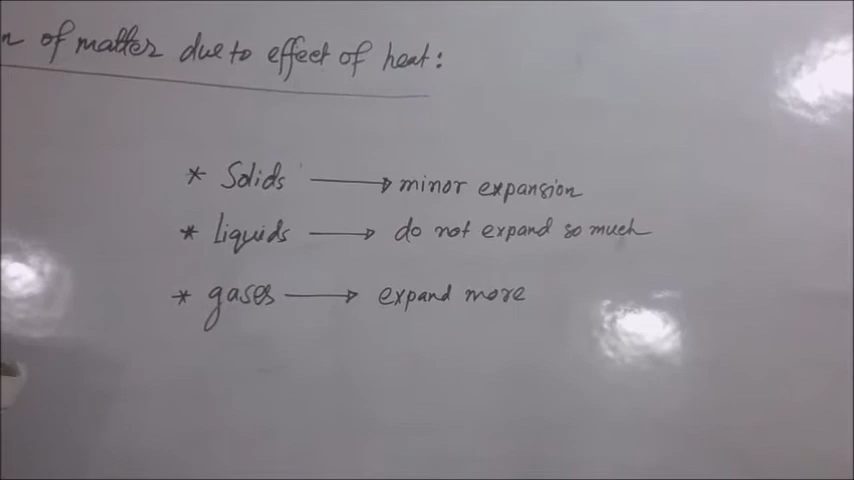 n of matter due to effect of heat:
* Solids → minor expansion
* Liquids → do not expand so much
* gases → expand more